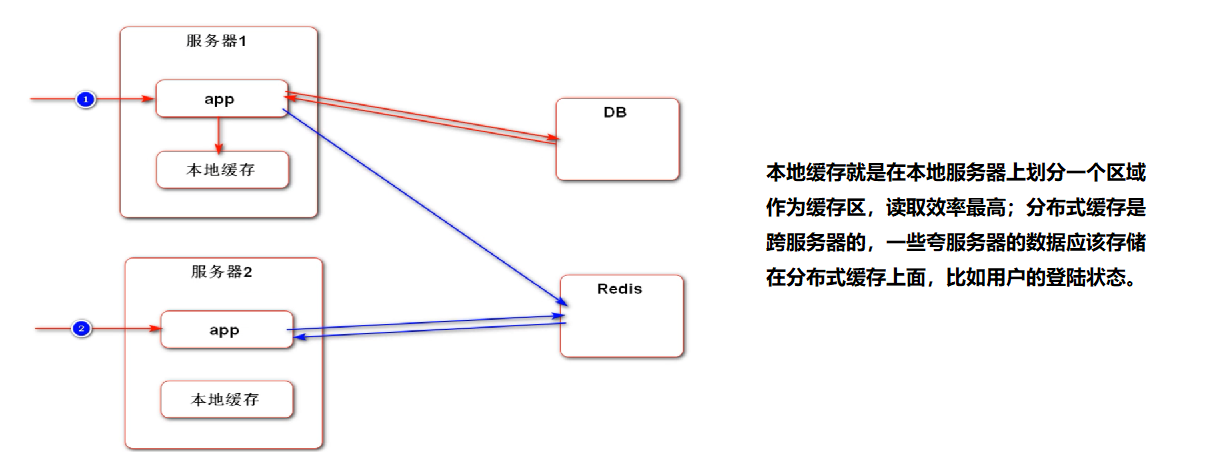 服务器1
1
app
本地缓存
DB
服务器2
2
app
本地缓存
Redis
本地缓存就是在本地服务器上划分一个区域
作为缓存区，读取效率最高；分布式缓存是
跨服务器的，一些夸服务器的数据应该存储
在分布式缓存上面，比如用户的登陆状态。